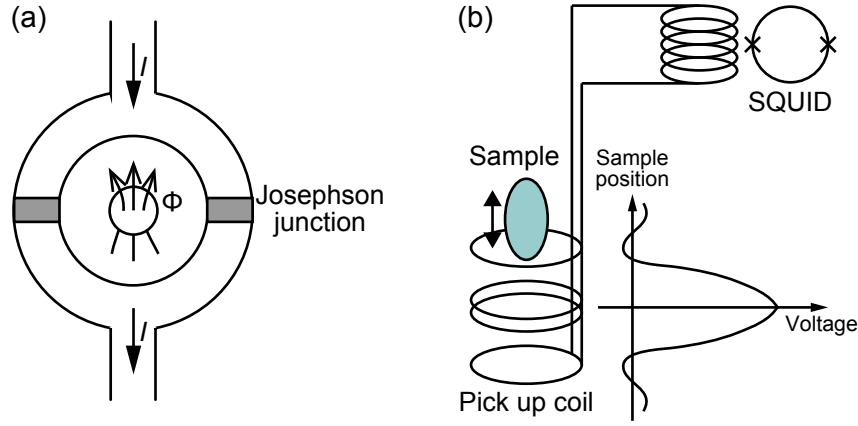 (a)
I
Φ
Josephson
junction
I
(b)
SQUID
Sample
Sample
position
Voltage
Pick up coil